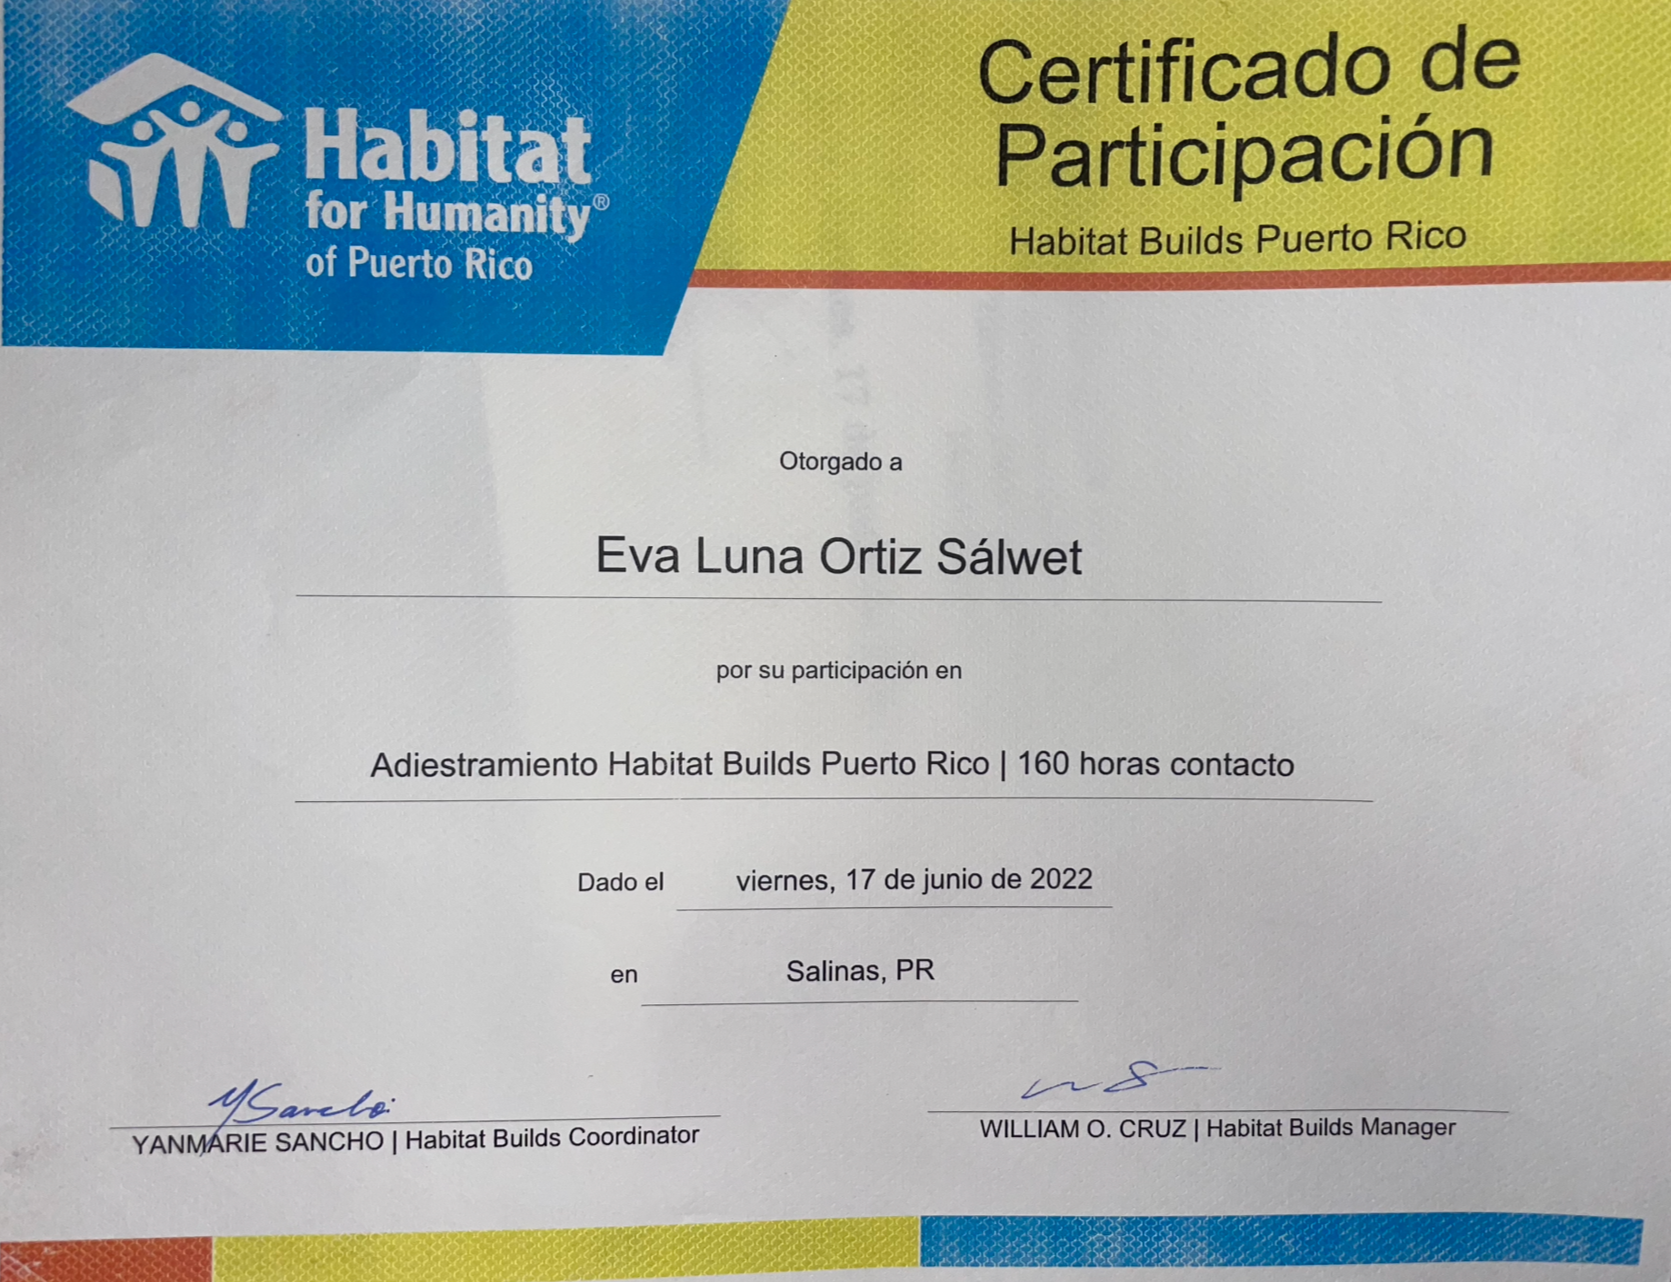 Habitat
for Humanity®
of Puerto Rico
Certificado de
Participación
Habitat Builds Puerto Rico
Otorgado a
Eva Luna Ortiz Sálwet
por su participación en
Adiestramiento Habitat Builds Puerto Rico | 160 horas contacto
Dado el viernes, 17 de junio de 2022
en Salinas, PR
YSancho
YANMARIE SANCHO | Habitat Builds Coordinator
WILLIAM O. CRUZ | Habitat Builds Manager